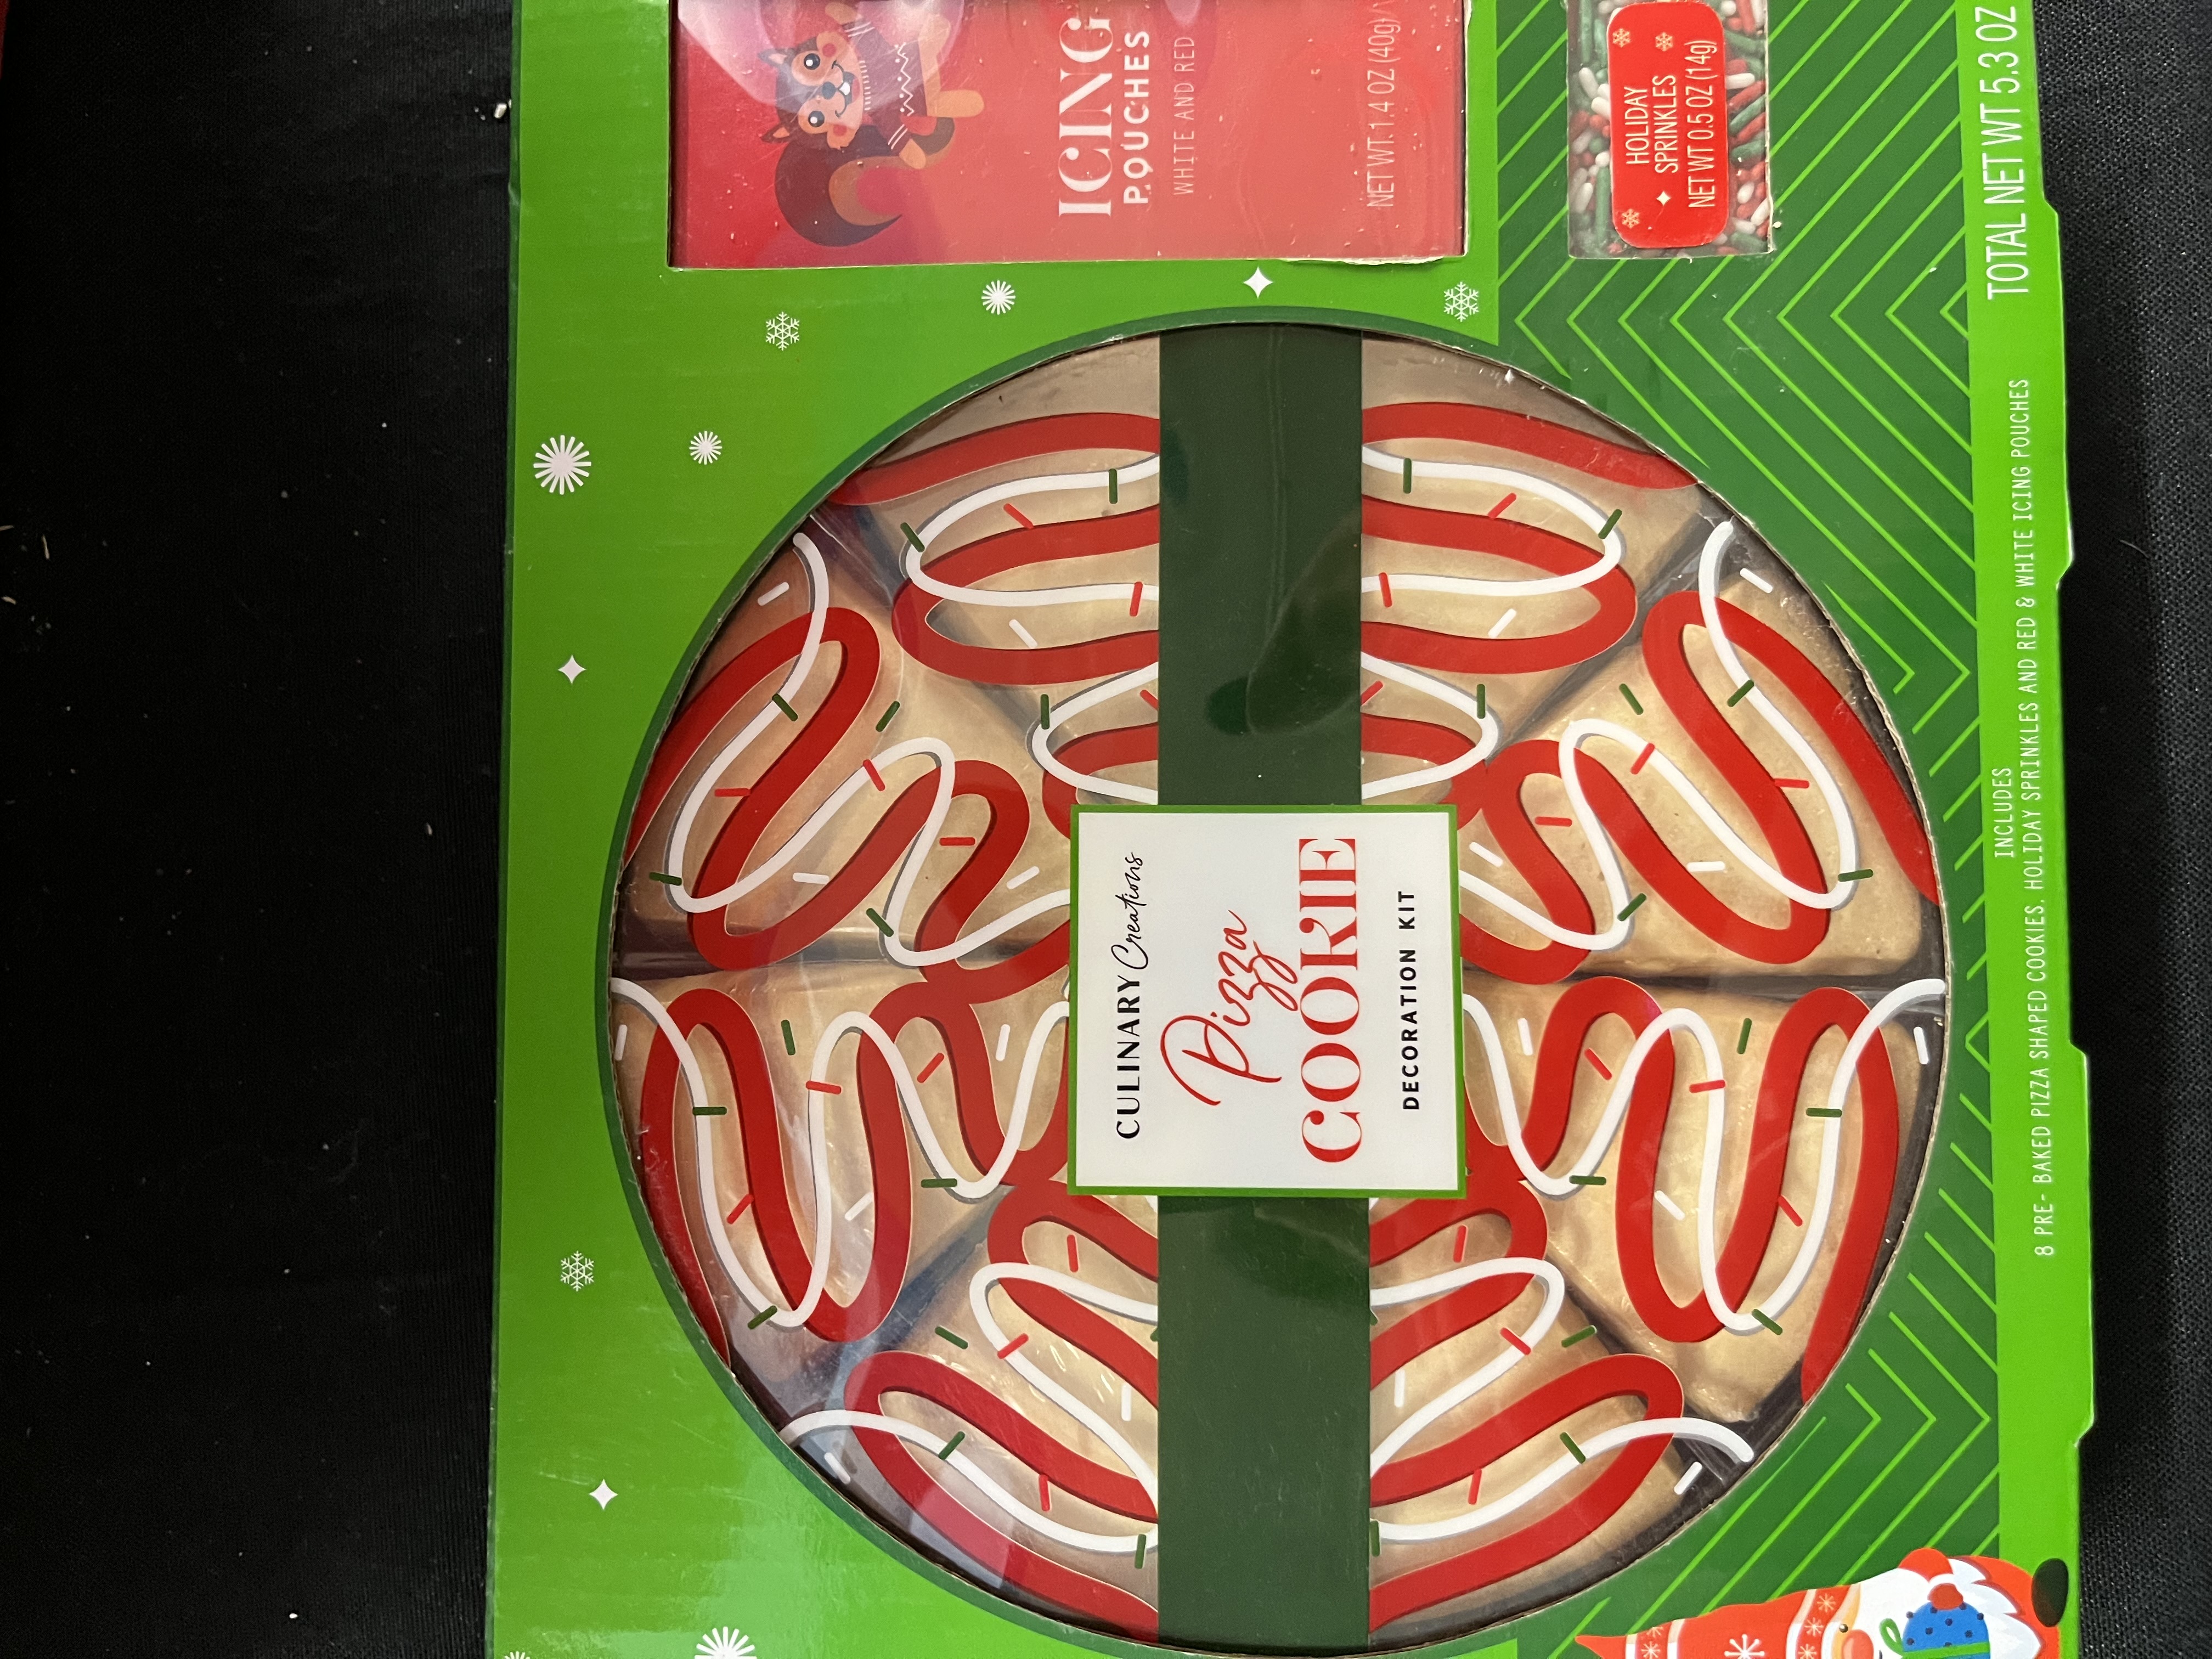 CULINARY Creations
Pizza
COOKIE
DECORATION KIT
ICING
POUCHES
WHITE AND RED
NET WT. 1.4 OZ (40g)
HOLIDAY
SPRINKLES
NET WT 0.5 OZ (14g)
INCLUDES
8 PRE- BAKED PIZZA SHAPED COOKIES, HOLIDAY SPRINKLES AND RED & WHITE ICING POUCHES
TOTAL NET WT 5.3 OZ